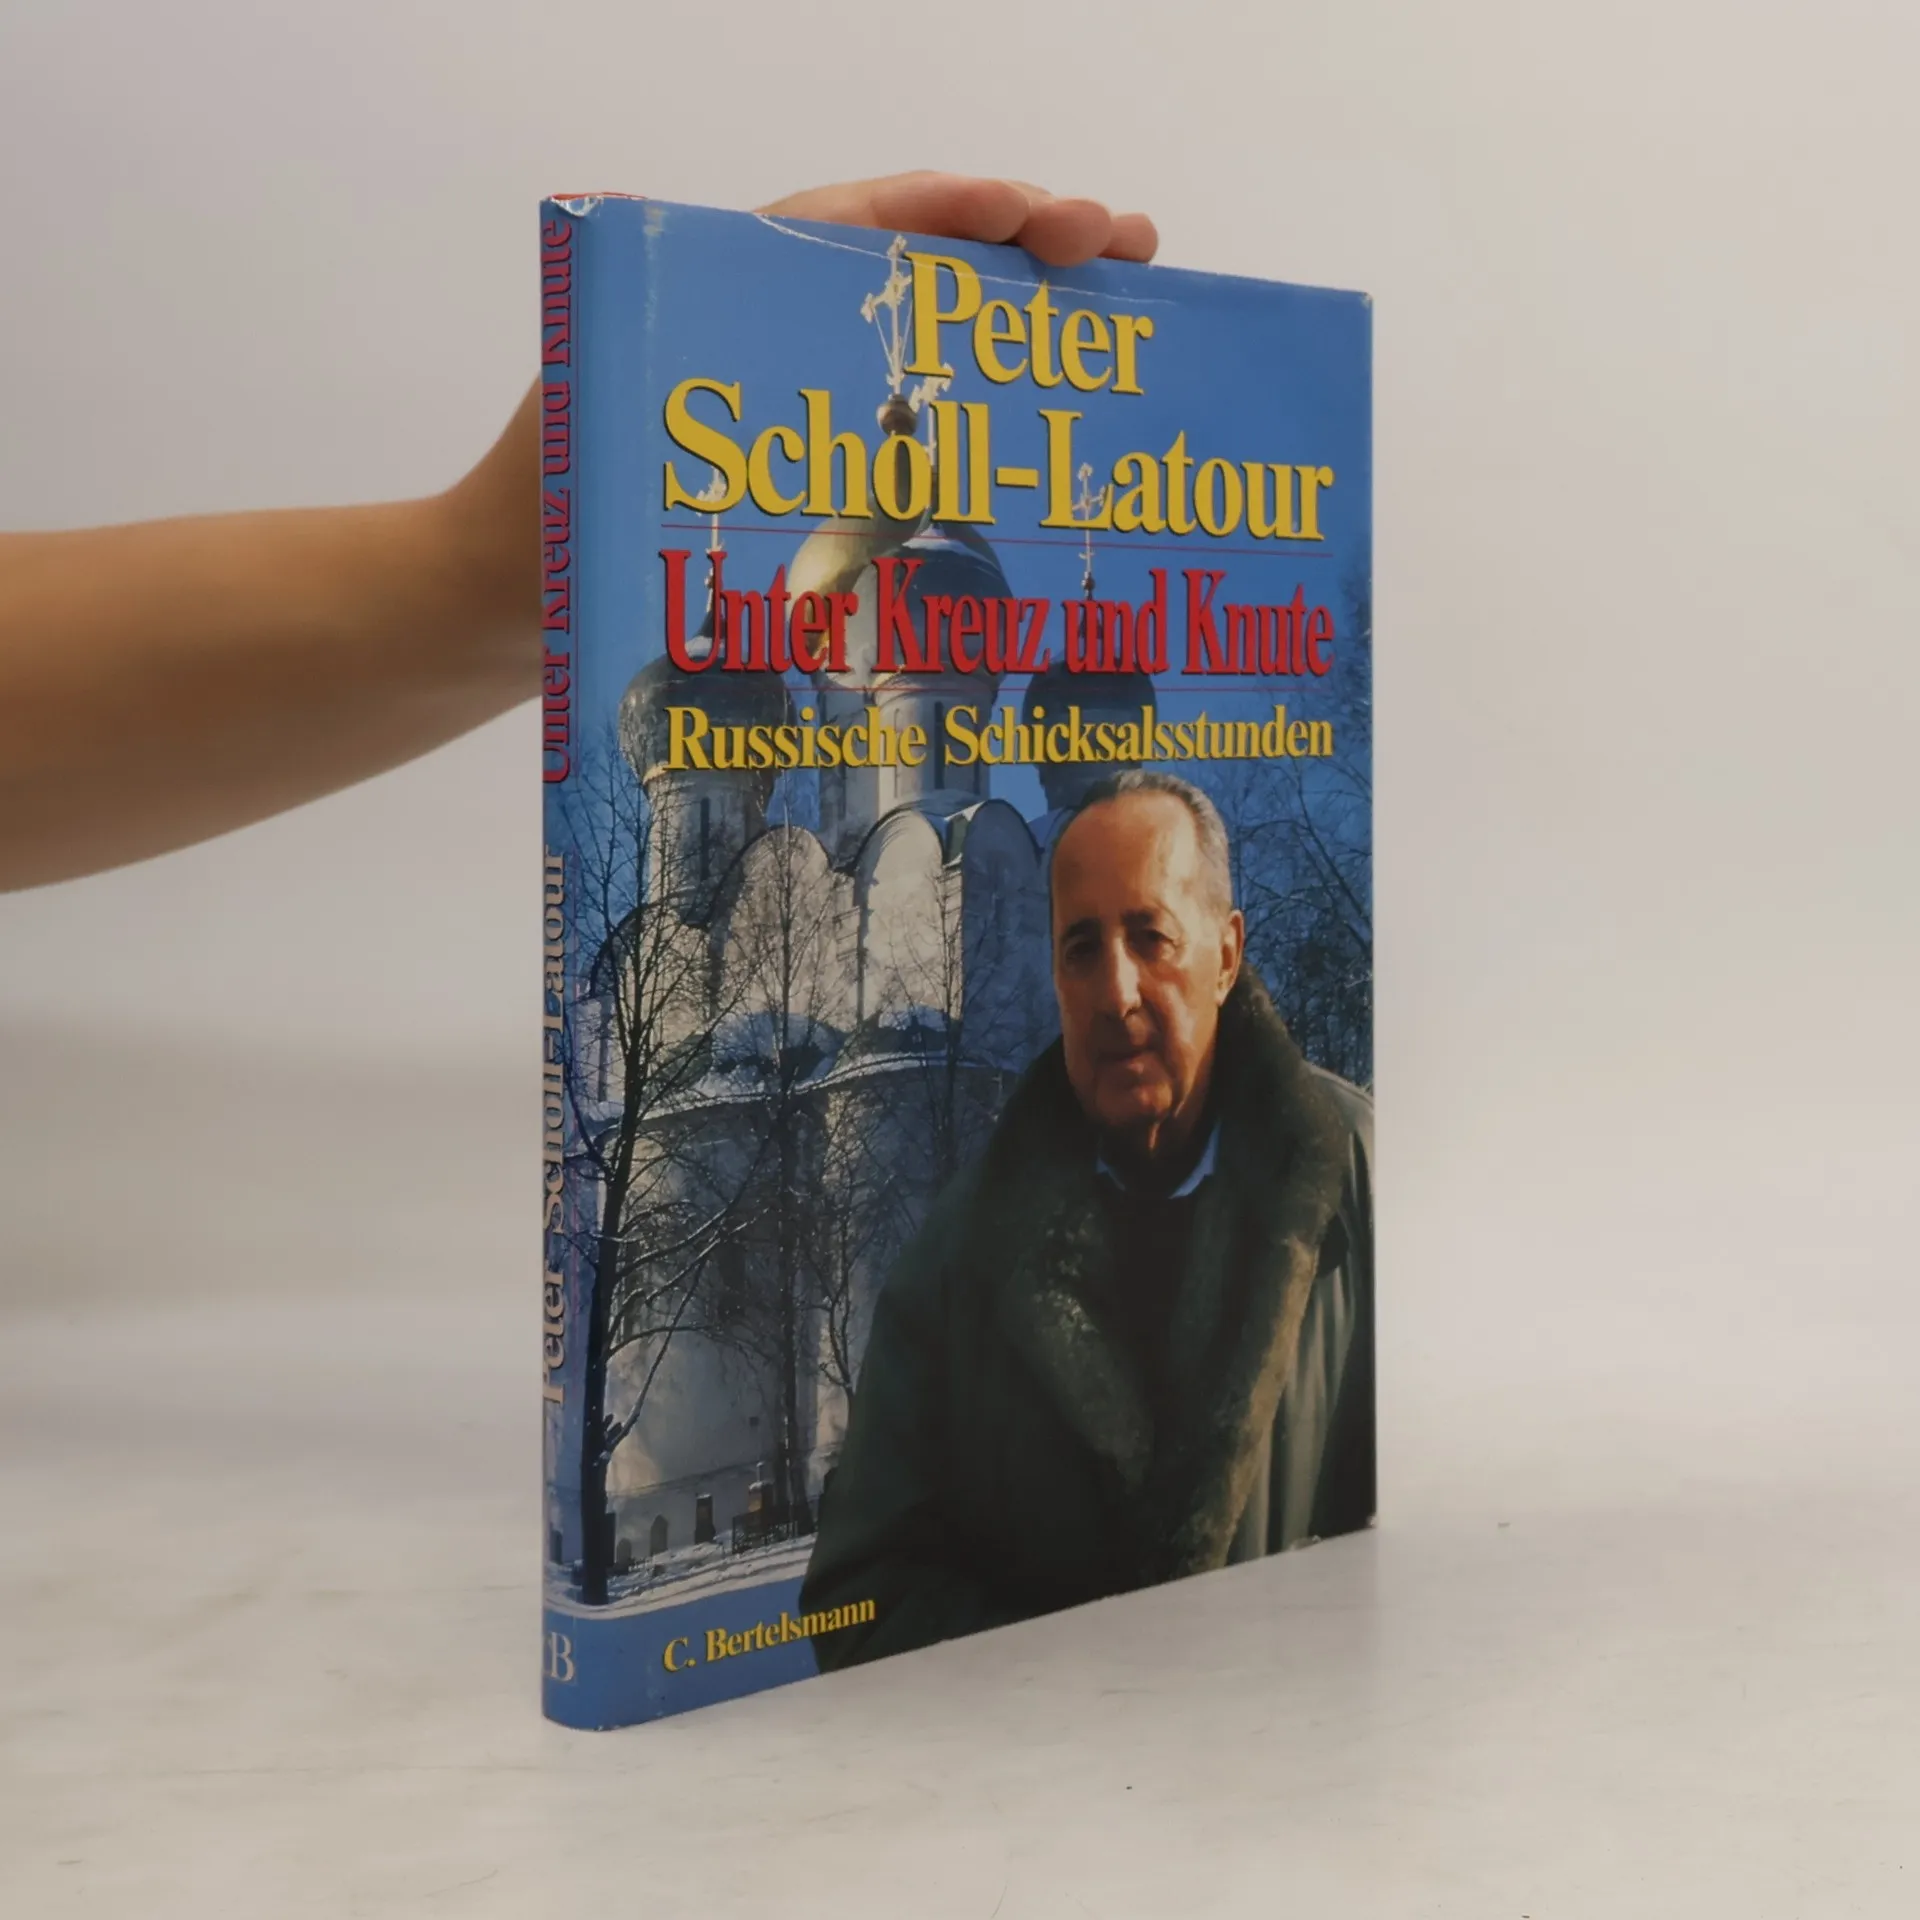 Peter
Scholl-Latour
Unter Kreuz und Knute
Russische Schicksalsstunden
C. Bertelsmann
Peter Scholl-Latour Unter Kreuz und Knute